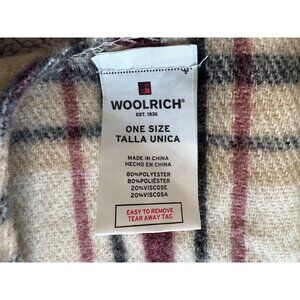 WOOLRICH®
EST. 1830
ONE SIZE
TALLA UNICA
MADE IN CHINA
HECHO EN CHINA
80%POLYESTER
80%POLIÉSTER
20%VISCOSE
20%VISCOSA
EASY TO REMOVE
TEAR AWAY TAG